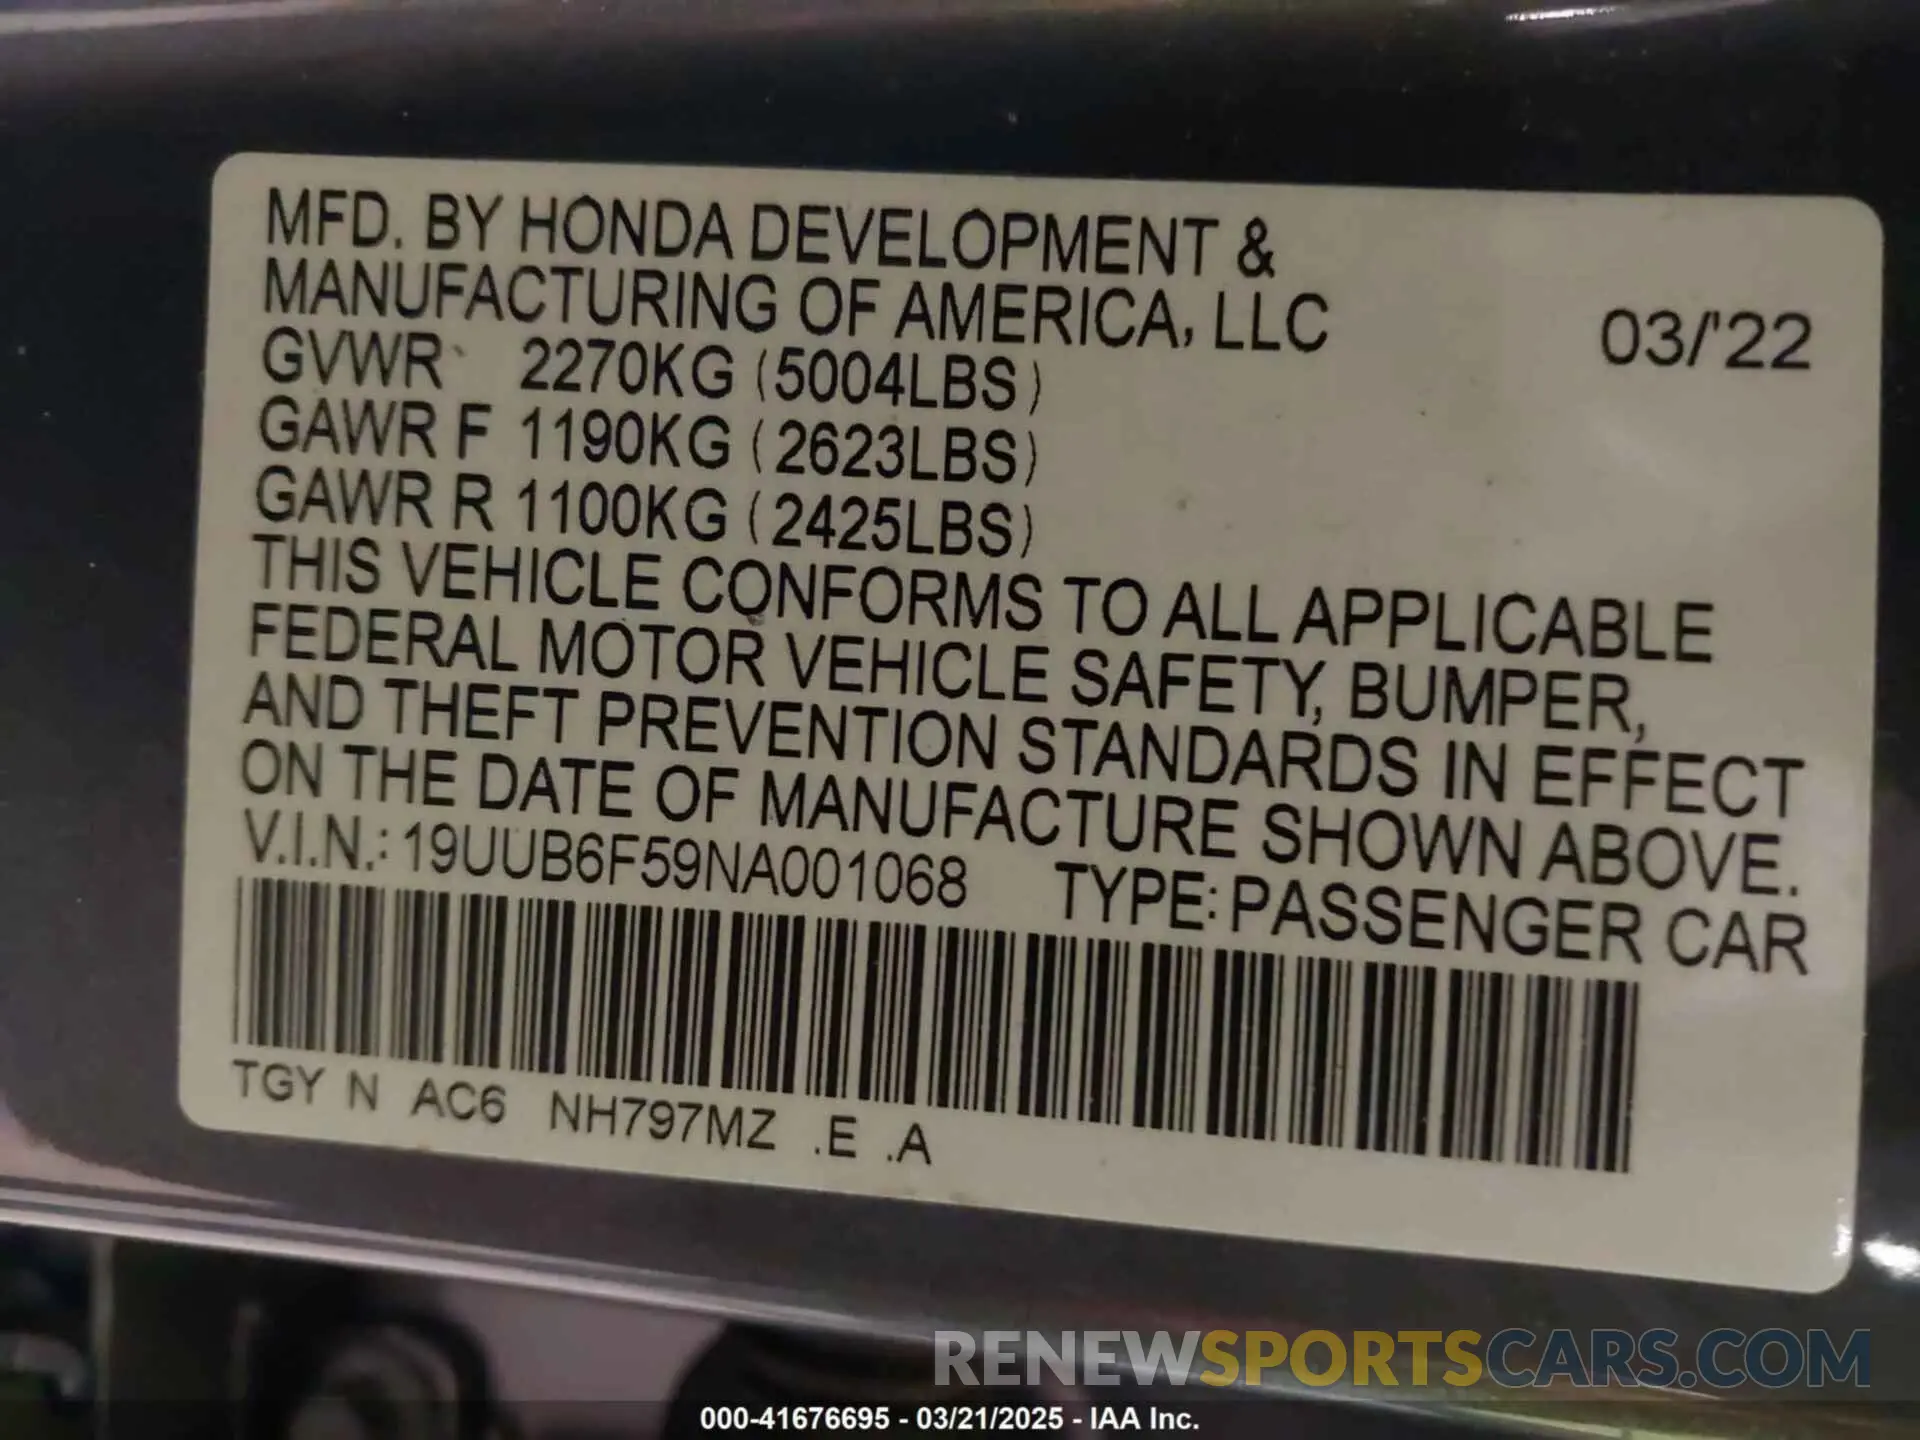 MFD. BY HONDA DEVELOPMENT &
MANUFACTURING OF AMERICA, LLC
03/'22
GVWR 2270KG (5004LBS)
GAWR F 1190KG (2623LBS)
GAWR R 1100KG (2425LBS)
THIS VEHICLE CONFORMS TO ALL APPLICABLE
FEDERAL MOTOR VEHICLE SAFETY, BUMPER,
AND THEFT PREVENTION STANDARDS IN EFFECT
ON THE DATE OF MANUFACTURE SHOWN ABOVE.
V.I.N.: 19UUB6F59NA001068 TYPE: PASSENGER CAR
TGY N AC6 NH797MZ .E .A
RENEWSPORTSCARS.COM
000-41676695 - 03/21/2025 - IAA Inc.